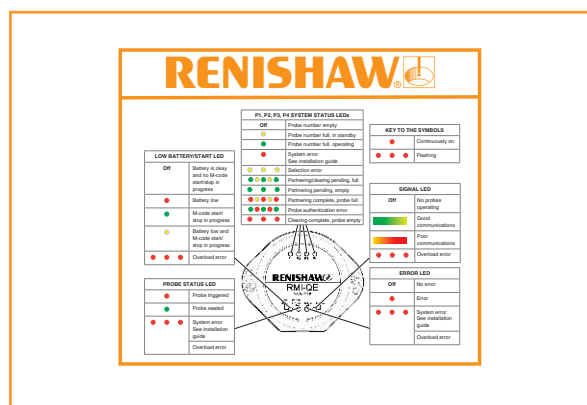 RENISHAW
P1, P2, P3, P4 SYSTEM STATUS LEDs
Off Probe number empty
Probe number full, in standby
Probe number full, operating
System error
See installation guide
Selection error
Partnering/clearing pending, full
Partnering pending, empty
Partnering complete, probe full
Probe authentication error
Clearing complete, probe empty
KEY TO THE SYMBOLS
Continuously on
Flashing
LOW BATTERY/START LED
Off Battery is okay
and no M-code
start/stop in
progress
Battery low
M-code start/
stop in progress
Battery low and
M-code start/
stop in progress
Overload error
SIGNAL LED
Off No probes
operating
Good
communications
Poor
communications
Overload error
RENISHAW
RMI-QE
PROBE STATUS LED
Probe triggered
Probe seated
System error
See installation
guide
Overload error
ERROR LED
Off No error
Error
System error
See installation
guide
Overload error